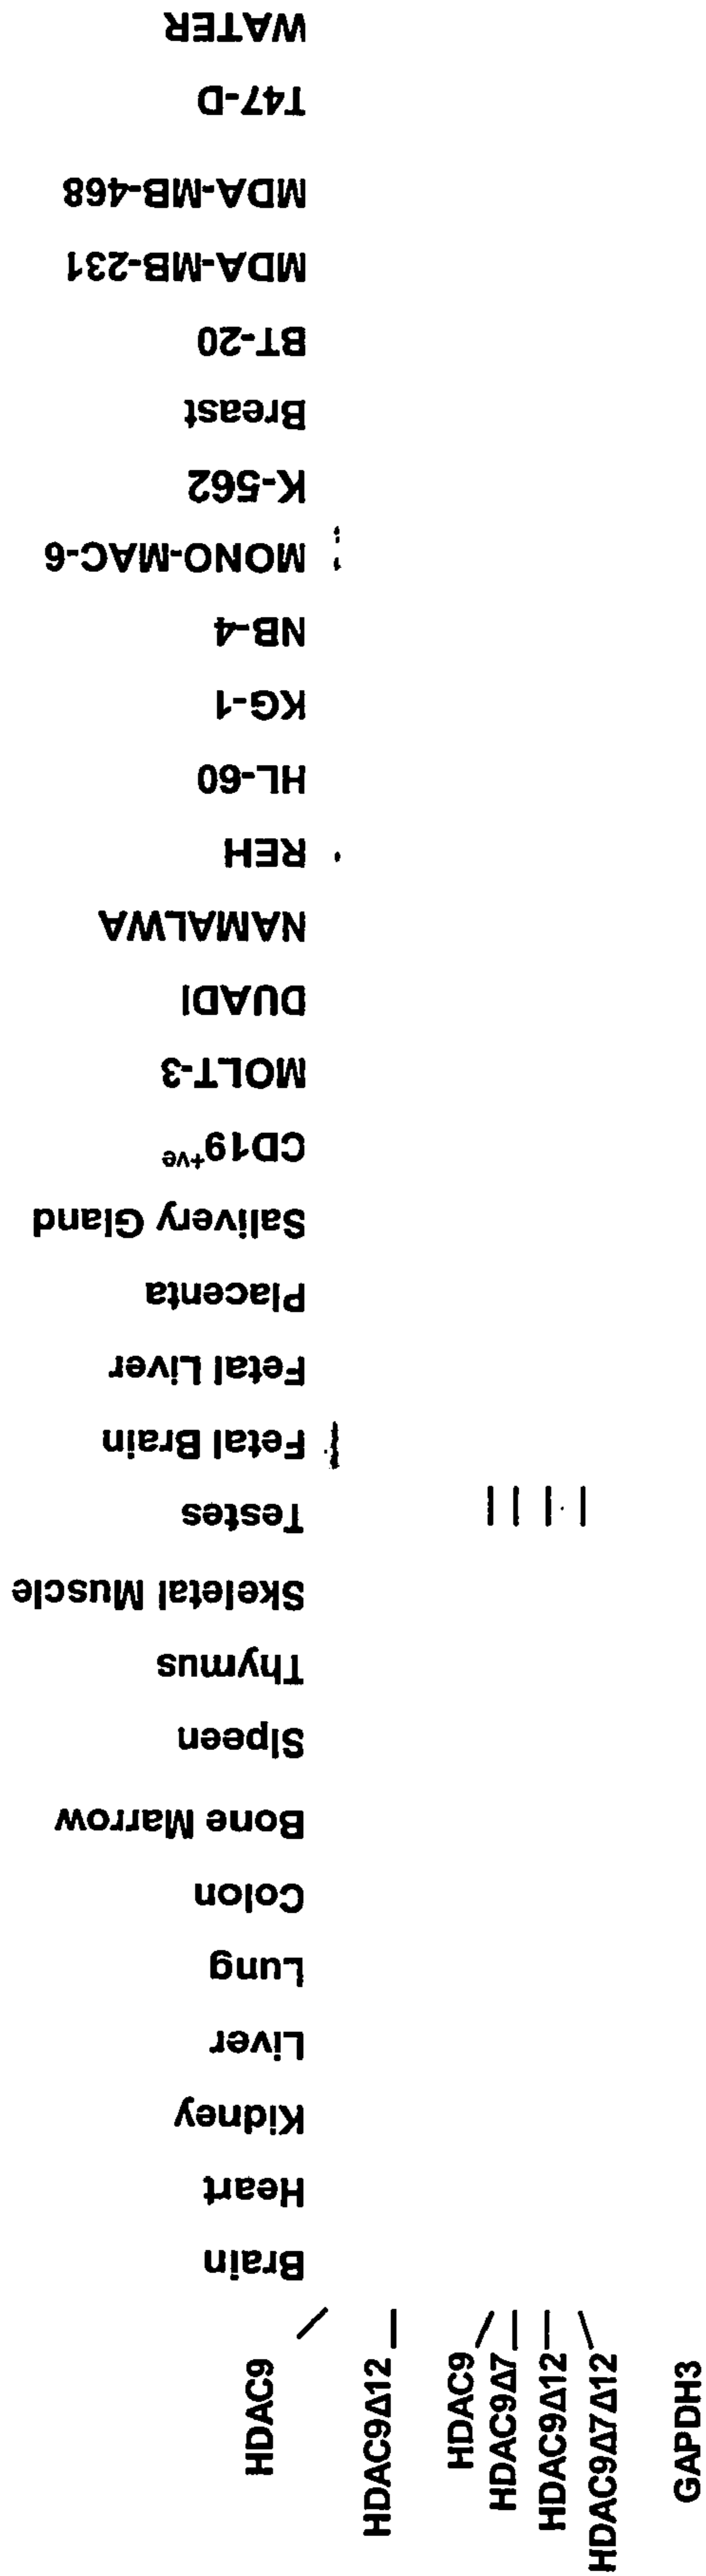 WATER
T47-D
MDA-MB-468
MDA-MB-231
BT-20
Breast
K-562
MONO-MAC-6
NB-4
KG-1
HL-60
REH
NAMALWA
DUADI
MOLT-3
CD19+ve
Salivery Gland
Placenta
Fetal Liver
Fetal Brain
Testes
Skeletal Muscle
Thymus
Slpeen
Bone Marrow
Colon
Lung
Liver
Kidney
Heart
Brain
HDAC9
HDAC9Δ12
HDAC9
HDAC9Δ7
HDAC9Δ12
HDAC9Δ7Δ12
GAPDH3